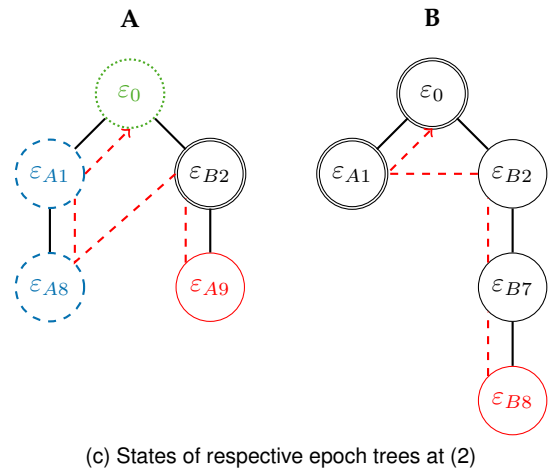 A B
ε0 ε0
εA1 εB2 εA1 εB2
εA8 εA9 εB7
εB8
(c) States of respective epoch trees at (2)